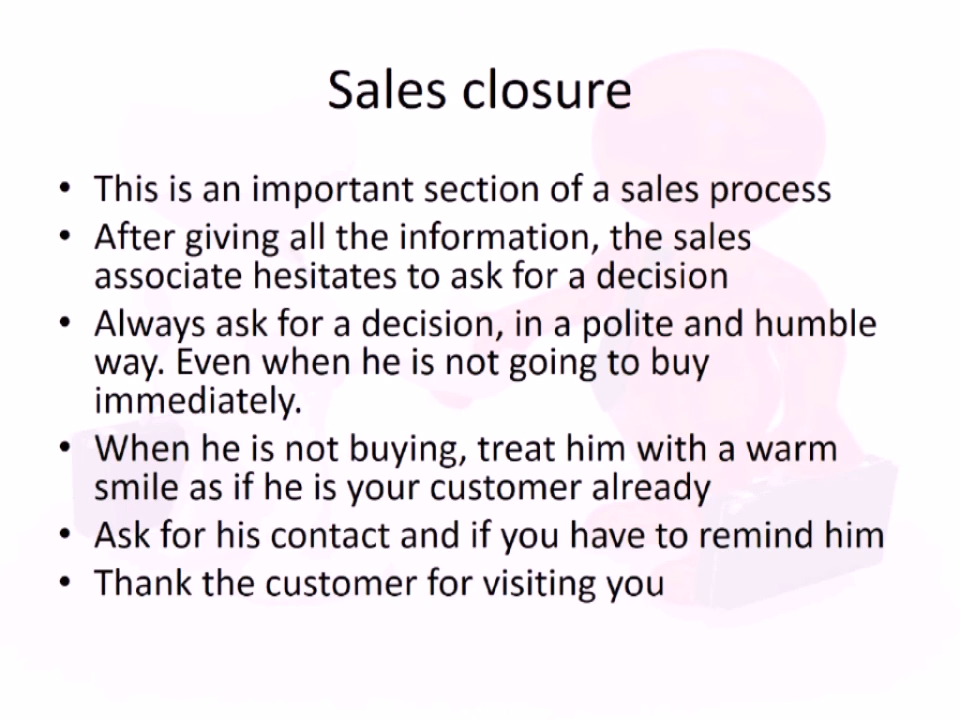 Sales closure
• This is an important section of a sales process
• After giving all the information, the sales
associate hesitates to ask for a decision
• Always ask for a decision, in a polite and humble
way. Even when he is not going to buy
immediately.
• When he is not buying, treat him with a warm
smile as if he is your customer already
• Ask for his contact and if you have to remind him
• Thank the customer for visiting you